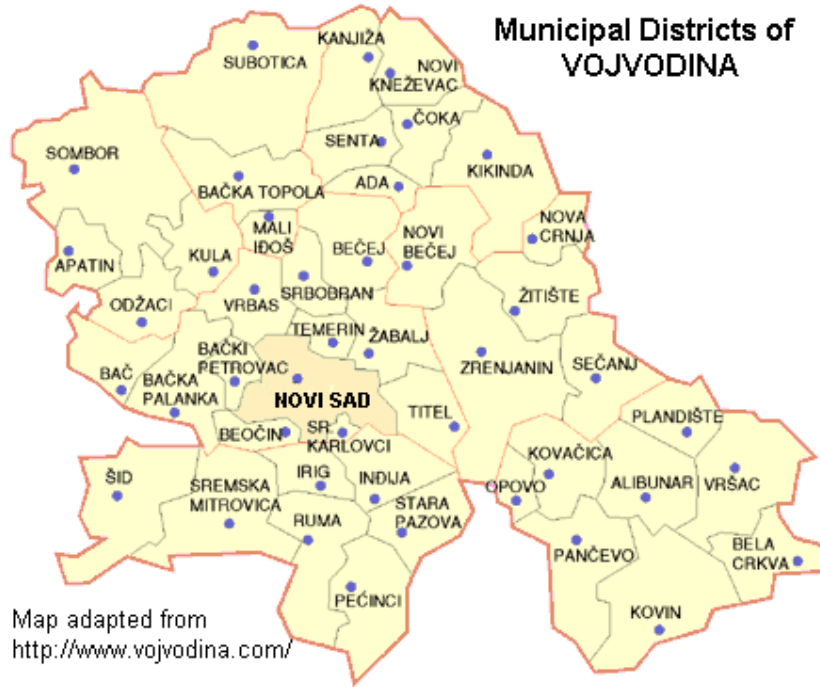 Municipal Districts of
VOJVODINA
SUBOTICA
KANJIŽA
NOVI
KNEŽEVAC
ČOKA
SENTA
SOMBOR
KIKINDA
BAČKA TOPOLA
ADA
MALI
IĐOŠ
NOVA
CRNJA
BEČEJ
NOVI
BEČEJ
APATIN
KULA
ODŽACI
VRBAS
SRBOBRAN
ŽITIŠTE
TEMERIN
ŽABALJ
BAČKI
PETROVAC
ZRENJANIN
SEČANJ
BAČ
BAČKA
PALANKA
NOVI SAD
TITEL
PLANDIŠTE
BEOČIN
SR.
KARLOVCI
KOVAČICA
ŠID
SREMSKA
MITROVICA
IRIG
INĐIJA
OPOVO
ALIBUNAR
VRŠAC
RUMA
STARA
PAZOVA
PANČEVO
BELA
CRKVA
PEĆINCI
KOVIN
Map adapted from
http://www.vojvodina.com/